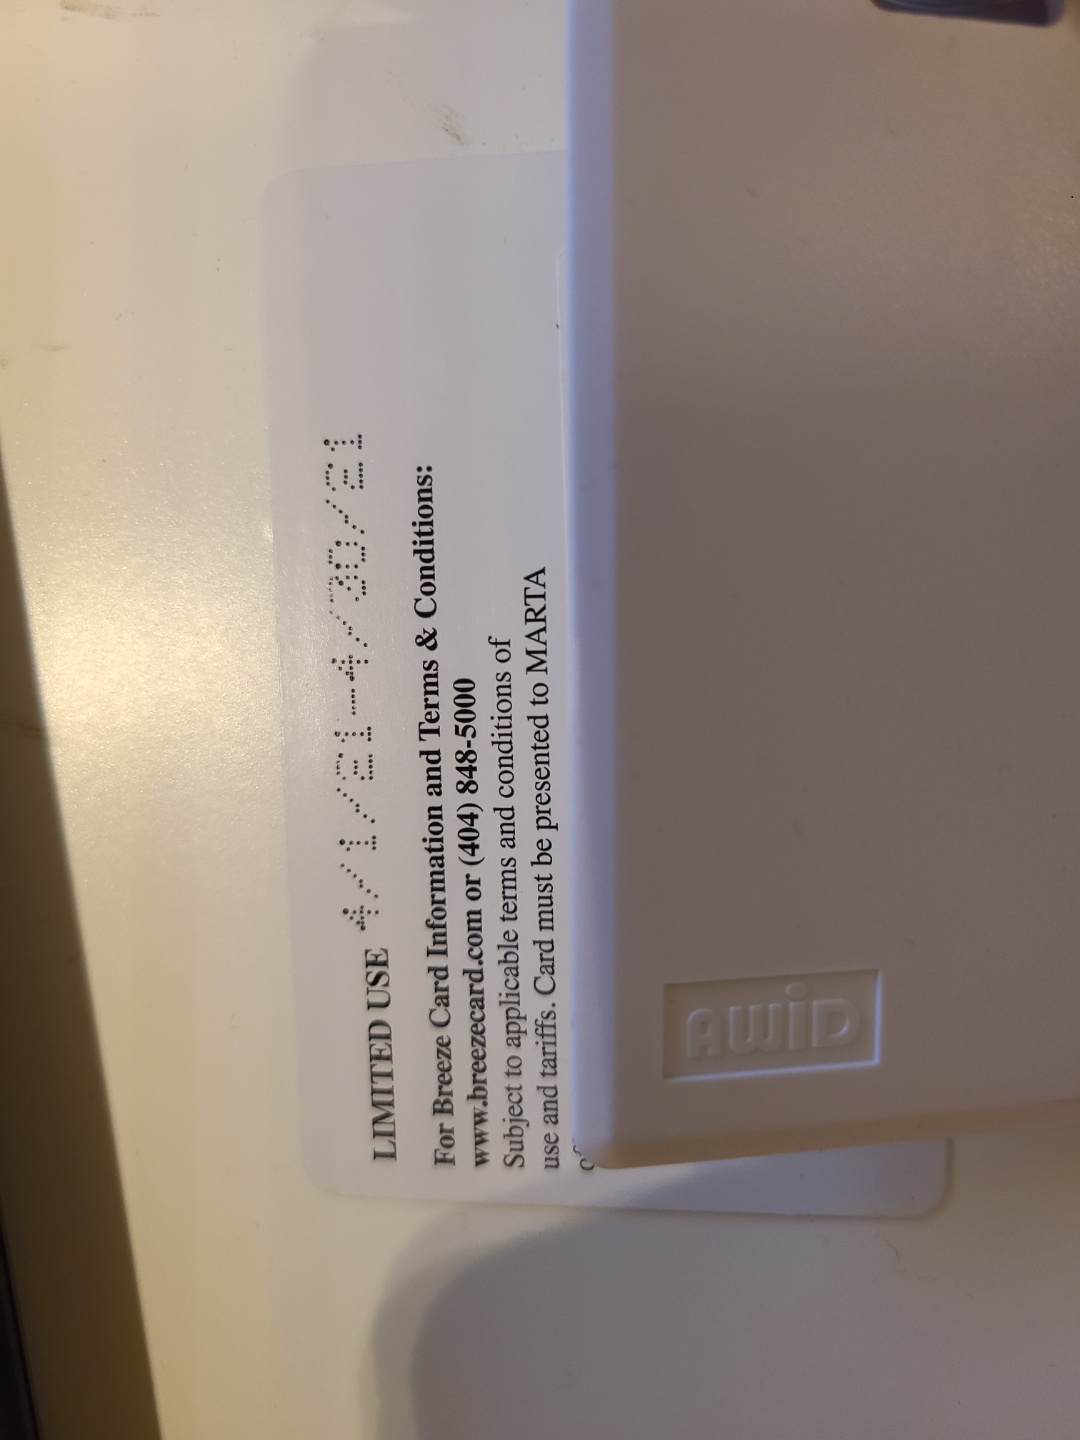 LIMITED USE 4/1/21-4/30/21
For Breeze Card Information and Terms & Conditions:
www.breezecard.com or (404) 848-5000
Subject to applicable terms and conditions of
use and tariffs. Card must be presented to MARTA
AWiD